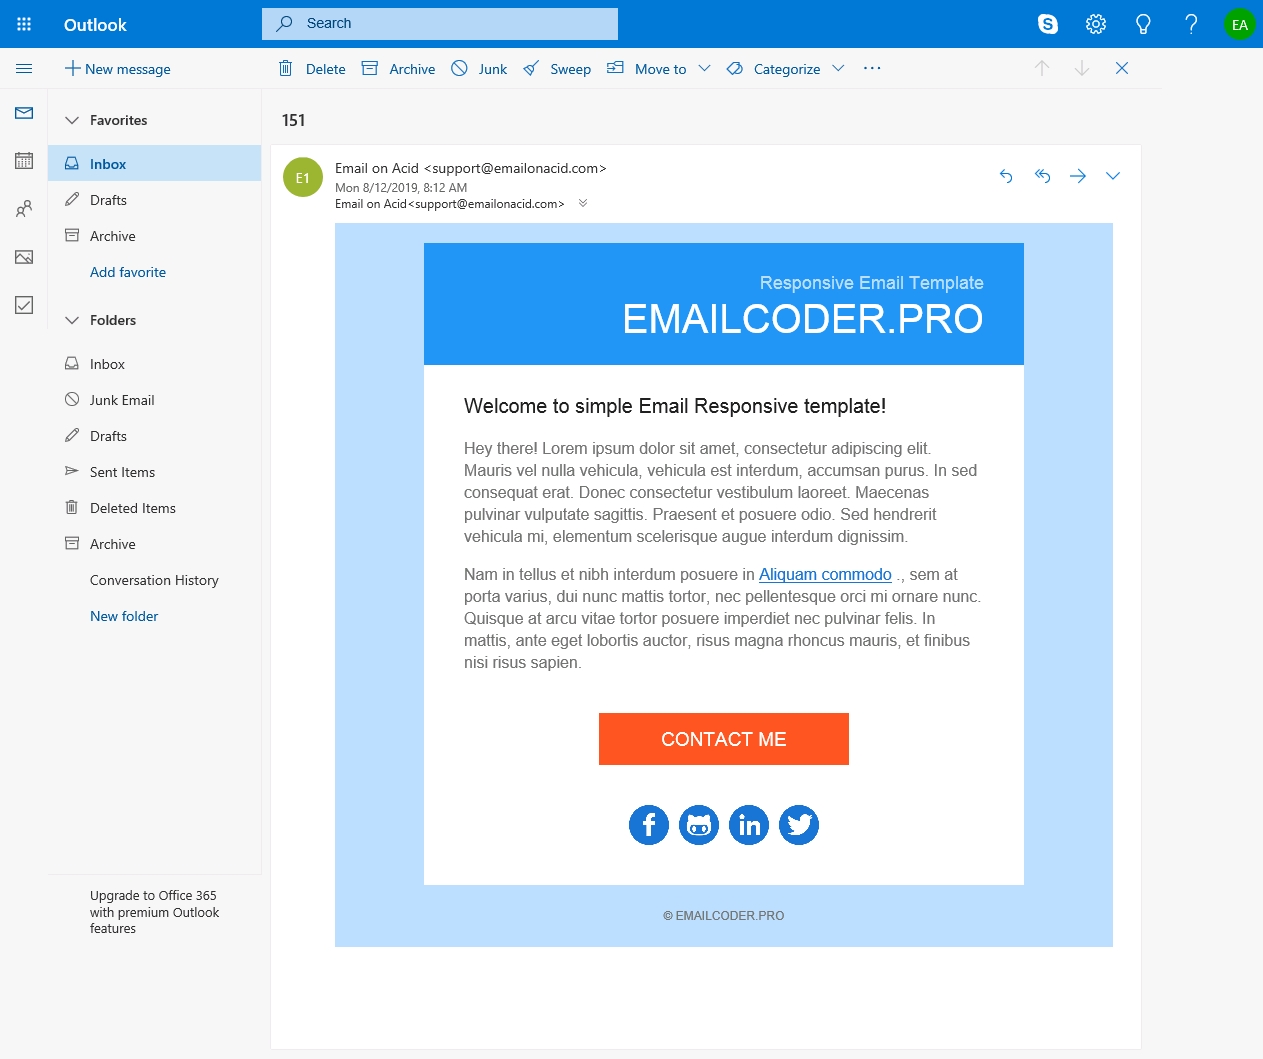 Outlook
Search
EA
New message
Delete
Archive
Junk
Sweep
Move to
Categorize
Favorites
Inbox
Drafts
Archive
Add favorite
Folders
Inbox
Junk Email
Drafts
Sent Items
Deleted Items
Archive
Conversation History
New folder
Upgrade to Office 365
with premium Outlook
features
151
E1
Email on Acid <support@emailonacid.com>
Mon 8/12/2019, 8:12 AM
Email on Acid<support@emailonacid.com>
Responsive Email Template
EMAILCODER.PRO
Welcome to simple Email Responsive template!
Hey there! Lorem ipsum dolor sit amet, consectetur adipiscing elit.
Mauris vel nulla vehicula, vehicula est interdum, accumsan purus. In sed
consequat erat. Donec consectetur vestibulum laoreet. Maecenas
pulvinar vulputate sagittis. Praesent et posuere odio. Sed hendrerit
vehicula mi, elementum scelerisque augue interdum dignissim.
Nam in tellus et nibh interdum posuere in Aliquam commodo ., sem at
porta varius, dui nunc mattis tortor, nec pellentesque orci mi ornare nunc.
Quisque at arcu vitae tortor posuere imperdiet nec pulvinar felis. In
mattis, ante eget lobortis auctor, risus magna rhoncus mauris, et finibus
nisi risus sapien.
CONTACT ME
© EMAILCODER.PRO